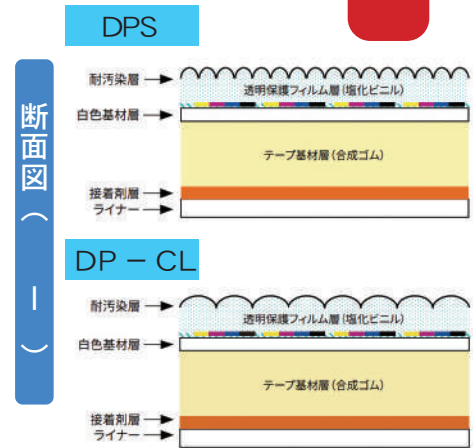 DPS
断面図(ー)
耐汚染層
透明保護フィルム層(塩化ビニル)
白色基材層
テープ基材層(合成ゴム)
接着剤層
ライナー
DP－CL
耐汚染層
透明保護フィルム層(塩化ビニル)
白色基材層
テープ基材層(合成ゴム)
接着剤層
ライナー